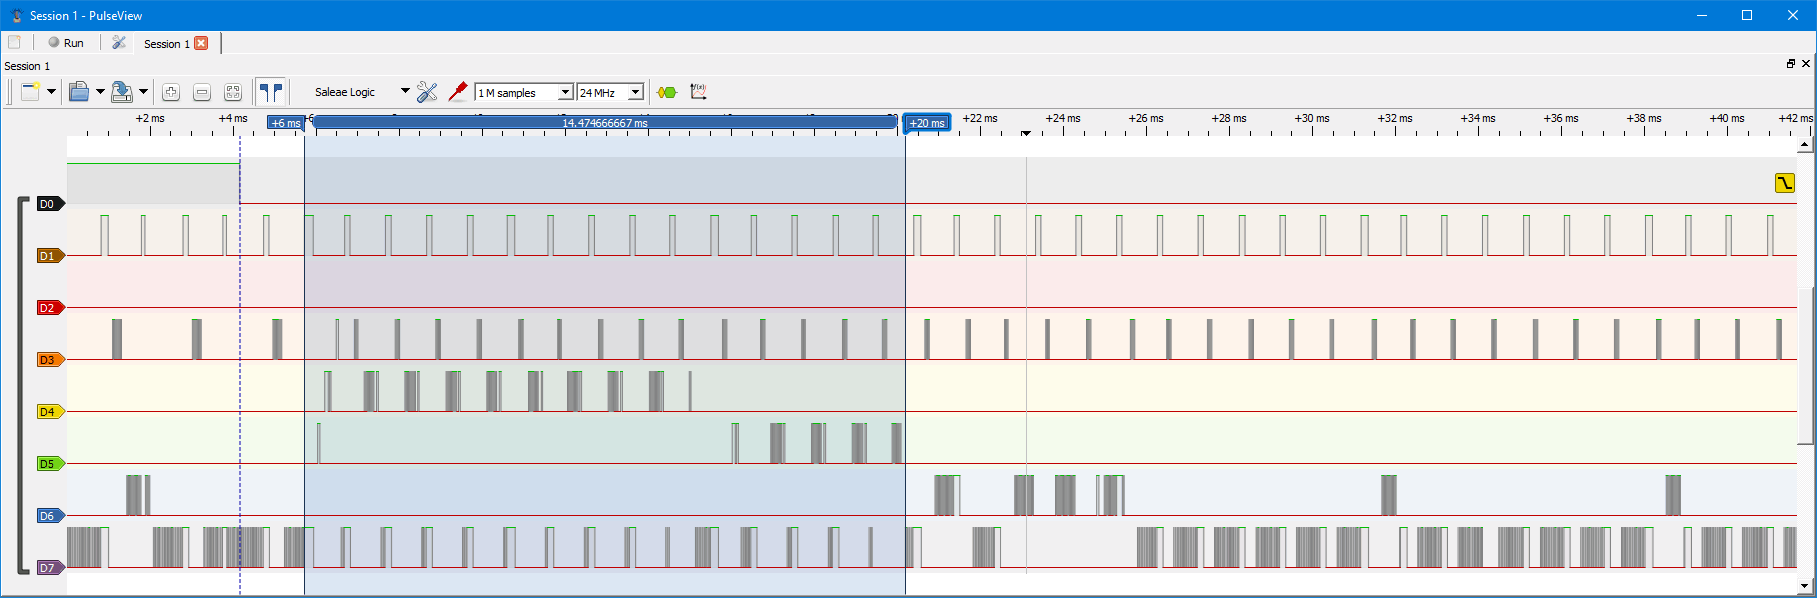 Session 1 - PulseView
Run
Session 1
Session 1
Saleae Logic
1 M samples
24 MHz
f(x)
+2 ms +4 ms +6 ms 14.474666667 ms +20 ms +22 ms +24 ms +26 ms +28 ms +30 ms +32 ms +34 ms +36 ms +38 ms +40 ms +42 ms
D0
D1
D2
D3
D4
D5
D6
D7